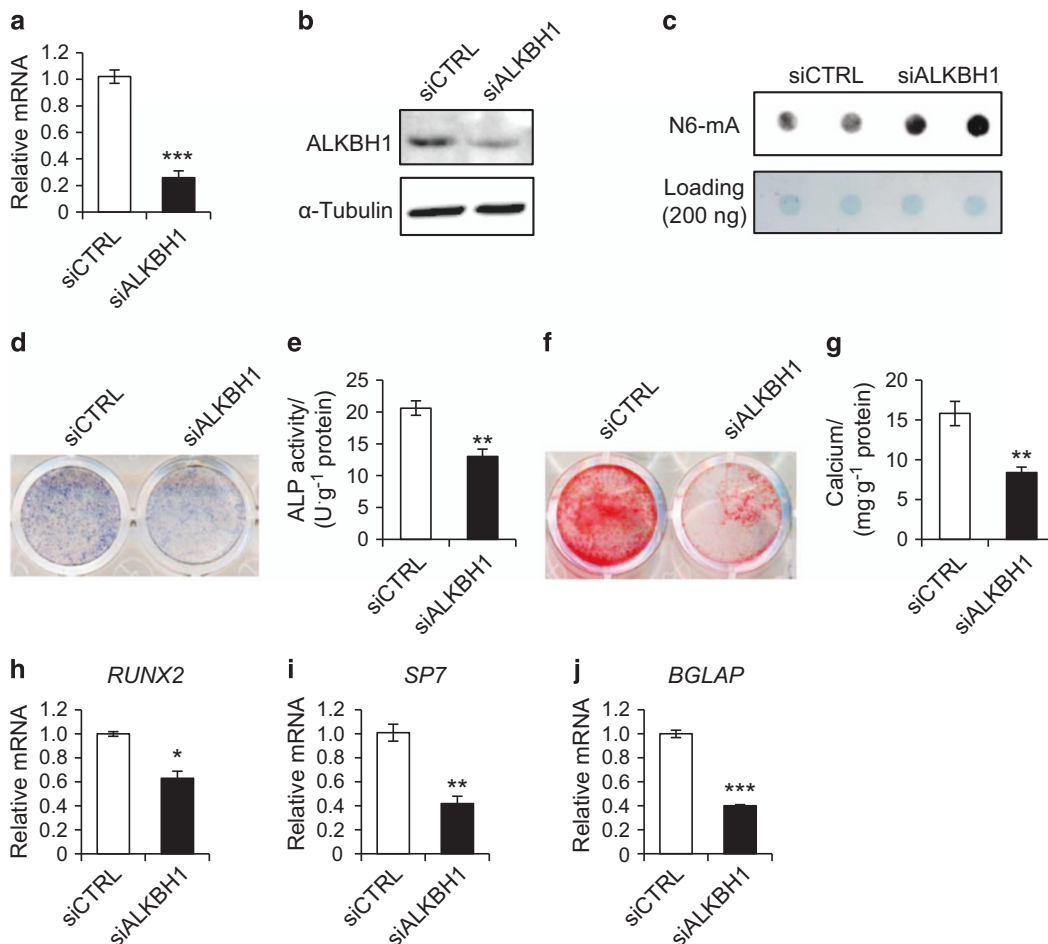 a
Relative mRNA
1.2
1.0
0.8
0.6
0.4
0.2
0
***
siCTRL
siALKBH1
b
siCTRL
siALKBH1
ALKBH1
α-Tubulin
c
siCTRL
siALKBH1
N6-mA
Loading
(200 ng)
d
siCTRL
siALKBH1
e
ALP activity/
(U·g⁻¹ protein)
25
20
15
10
5
0
**
siCTRL
siALKBH1
f
siCTRL
siALKBH1
g
Calcium/
(mg·g⁻¹ protein)
20
15
10
5
0
**
siCTRL
siALKBH1
h
RUNX2
Relative mRNA
1.2
1.0
0.8
0.6
0.4
0.2
0
*
siCTRL
siALKBH1
i
SP7
Relative mRNA
1.2
1.0
0.8
0.6
0.4
0.2
0
**
siCTRL
siALKBH1
j
BGLAP
Relative mRNA
1.2
1.0
0.8
0.6
0.4
0.2
0
***
siCTRL
siALKBH1